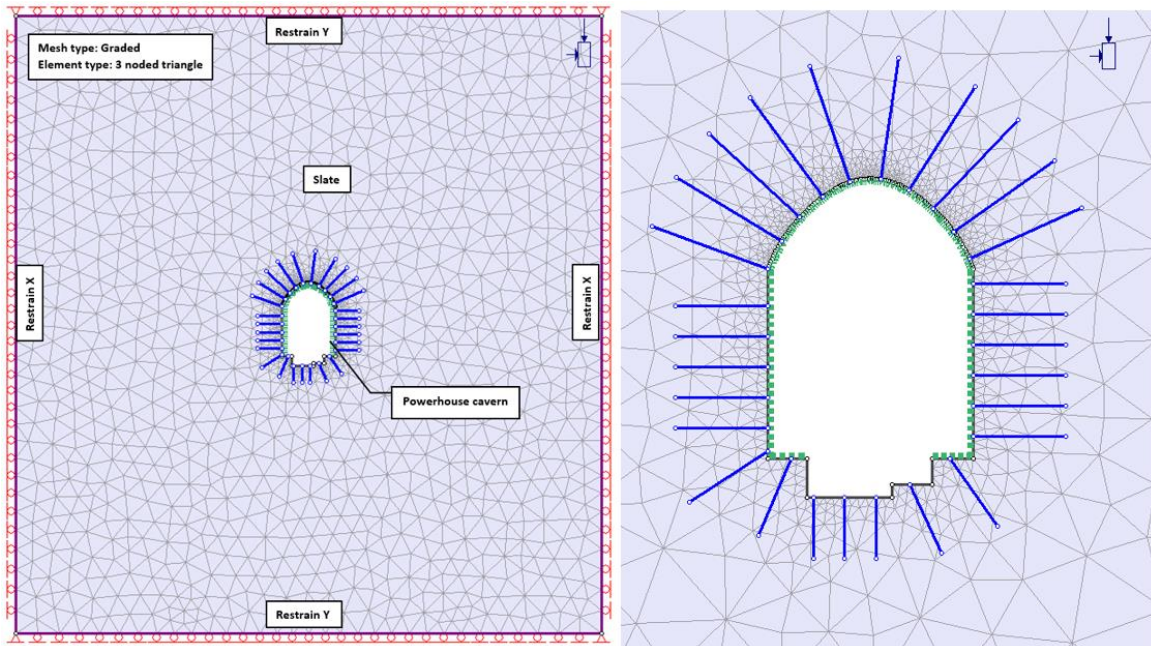 Restrain Y
Mesh type: Graded
Element type: 3 noded triangle
Slate
Restrain X
Restrain X
Powerhouse cavern
Restrain Y